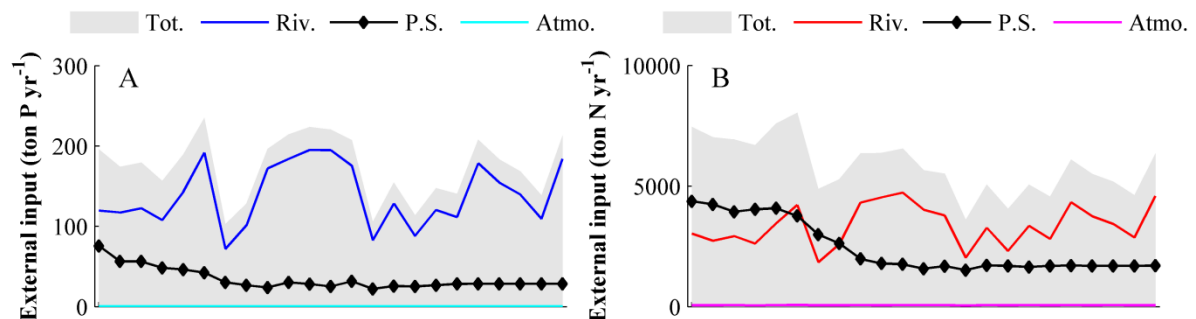 Tot. Riv. P.S. Atmo.
Tot. Riv. P.S. Atmo.
External input (ton P yr⁻¹)
300
200
100
0
A
External input (ton N yr⁻¹)
10000
5000
0
B